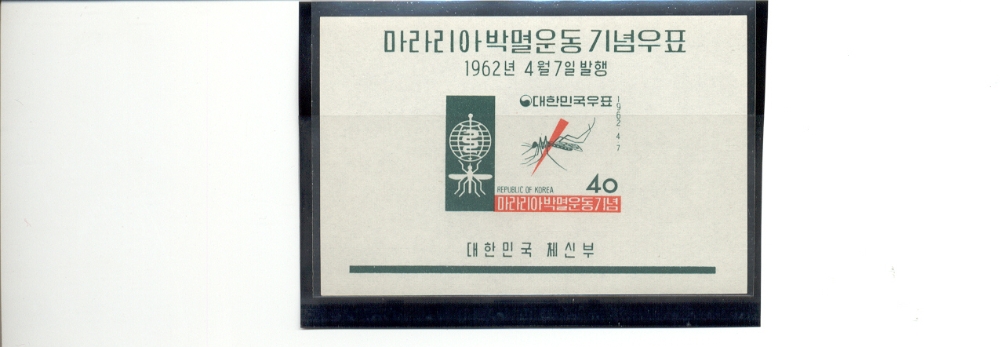 마라리아박멸운동기념우표
1962년 4월7일발행
대한민국우표
1962 4.7
REPUBLIC OF KOREA
40
마라리아박멸운동기념
대한민국 체신부